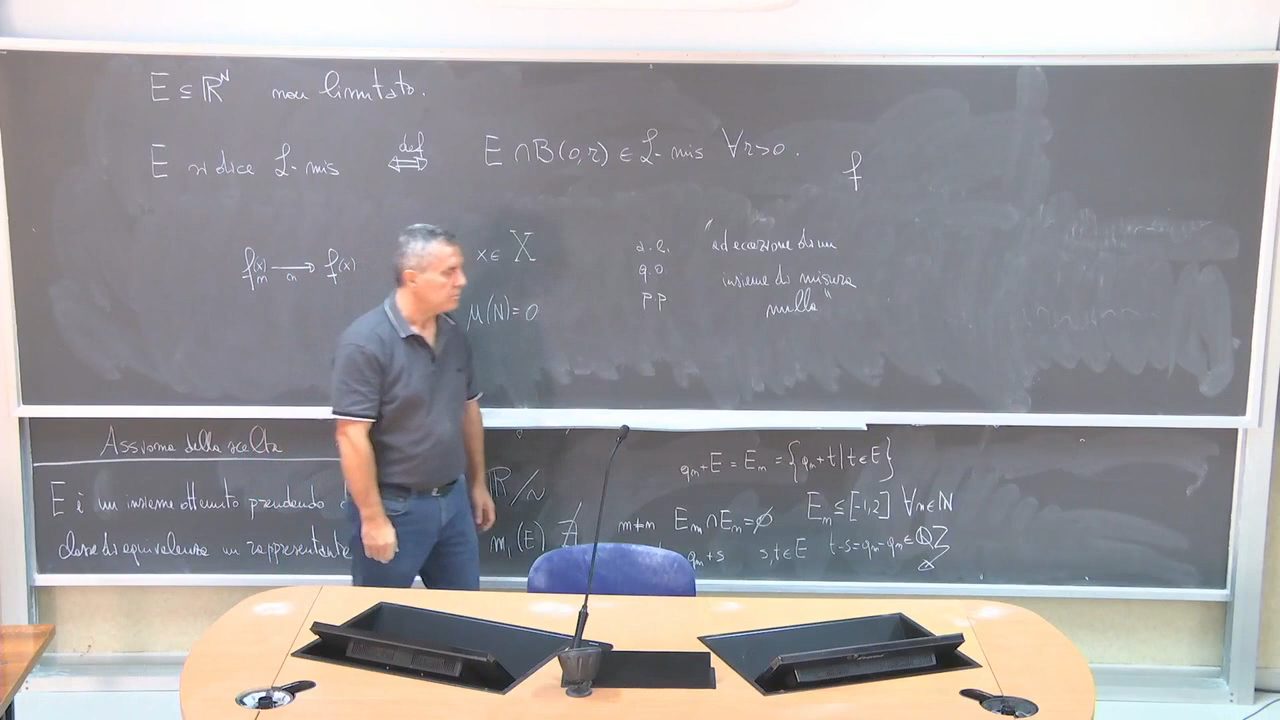 E ⊆ ℝᴺ non limitato.
E si dice L-mis ⇔ (def) E ∩ B(0,r) ∈ L-mis ∀r>0.
f
fₙ(x) →ₙ f(x) x ∈ X
a.e. "ad eccezione di un
q.o. insieme di misura
μ(N)=0 pp nulla"
Assioma della scelta
qₙ+E = Eₙ = {qₙ+t | t∈E}
E è un insieme ottenuto prendendo ℝ/∼
Eₙ ⊆ [-1,2] ∀n∈ℕ
classe di equivalenza un rappresentante m₁(E) ∄ m≠n Eₘ∩Eₙ=∅
s,t∈E t-s=qₘ-qₙ∈ℚ